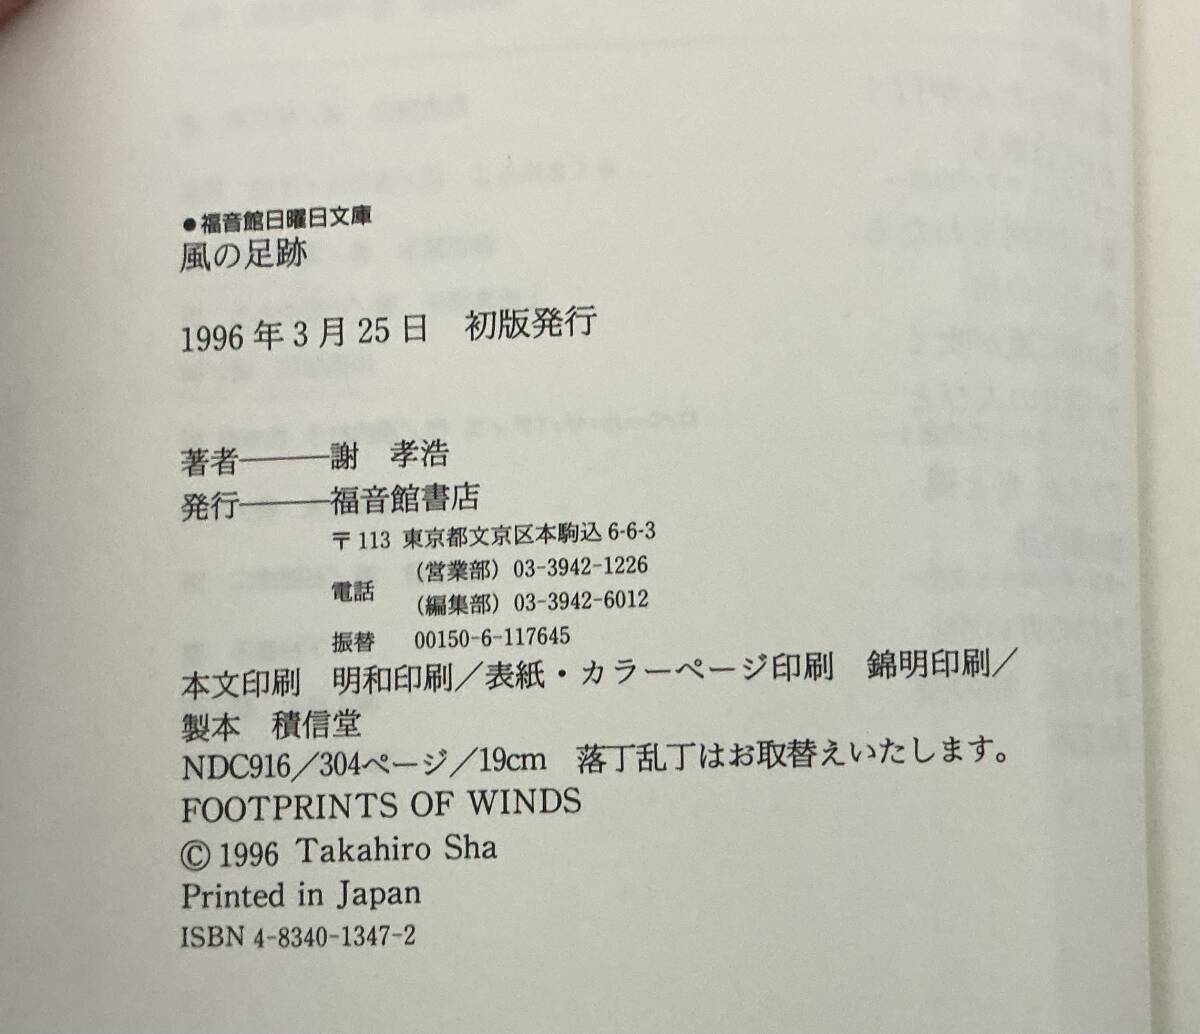 ●福音館日曜日文庫
風の足跡
1996年3月25日　初版発行
著者───謝　孝浩
発行───福音館書店
〒113 東京都文京区本駒込6-6-3
電話 (営業部) 03-3942-1226
(編集部) 03-3942-6012
振替 00150-6-117645
本文印刷　明和印刷／表紙・カラーページ印刷　錦明印刷／
製本　積信堂
NDC916／304ページ／19cm　落丁乱丁はお取替えいたします。
FOOTPRINTS OF WINDS
© 1996 Takahiro Sha
Printed in Japan
ISBN 4-8340-1347-2